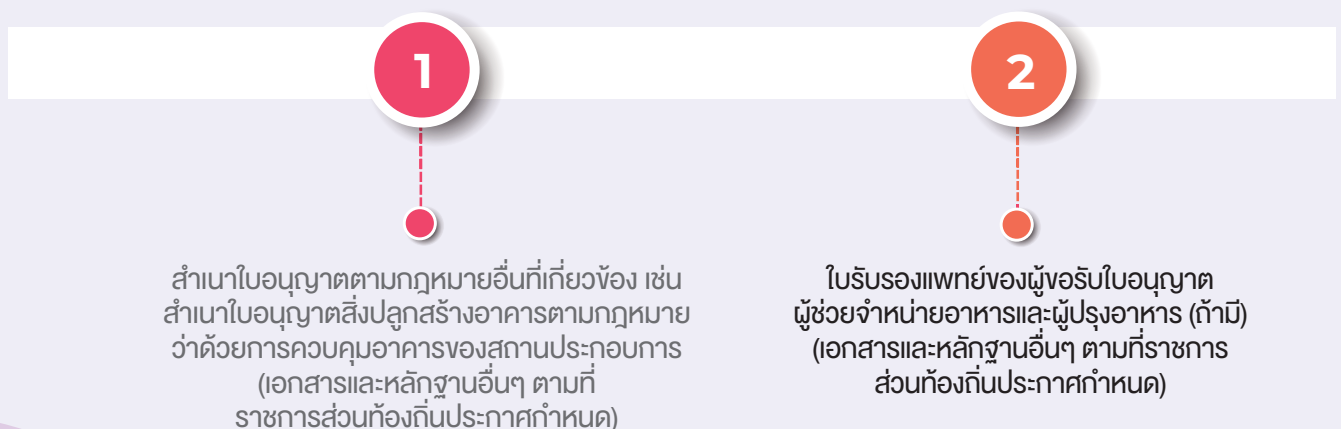 1
สำเนาใบอนุญาตตามกฎหมายอื่นที่เกี่ยวข้อง เช่น
สำเนาใบอนุญาตสิ่งปลูกสร้างอาคารตามกฎหมาย
ว่าด้วยการควบคุมอาคารของสถานประกอบการ
(เอกสารและหลักฐานอื่นๆ ตามที่
ราชการส่วนท้องถิ่นประกาศกำหนด)
2
ใบรับรองแพทย์ของผู้ขอรับใบอนุญาต
ผู้ช่วยจำหน่ายอาหารและผู้ปรุงอาหาร (ถ้ามี)
(เอกสารและหลักฐานอื่นๆ ตามที่ราชการ
ส่วนท้องถิ่นประกาศกำหนด)